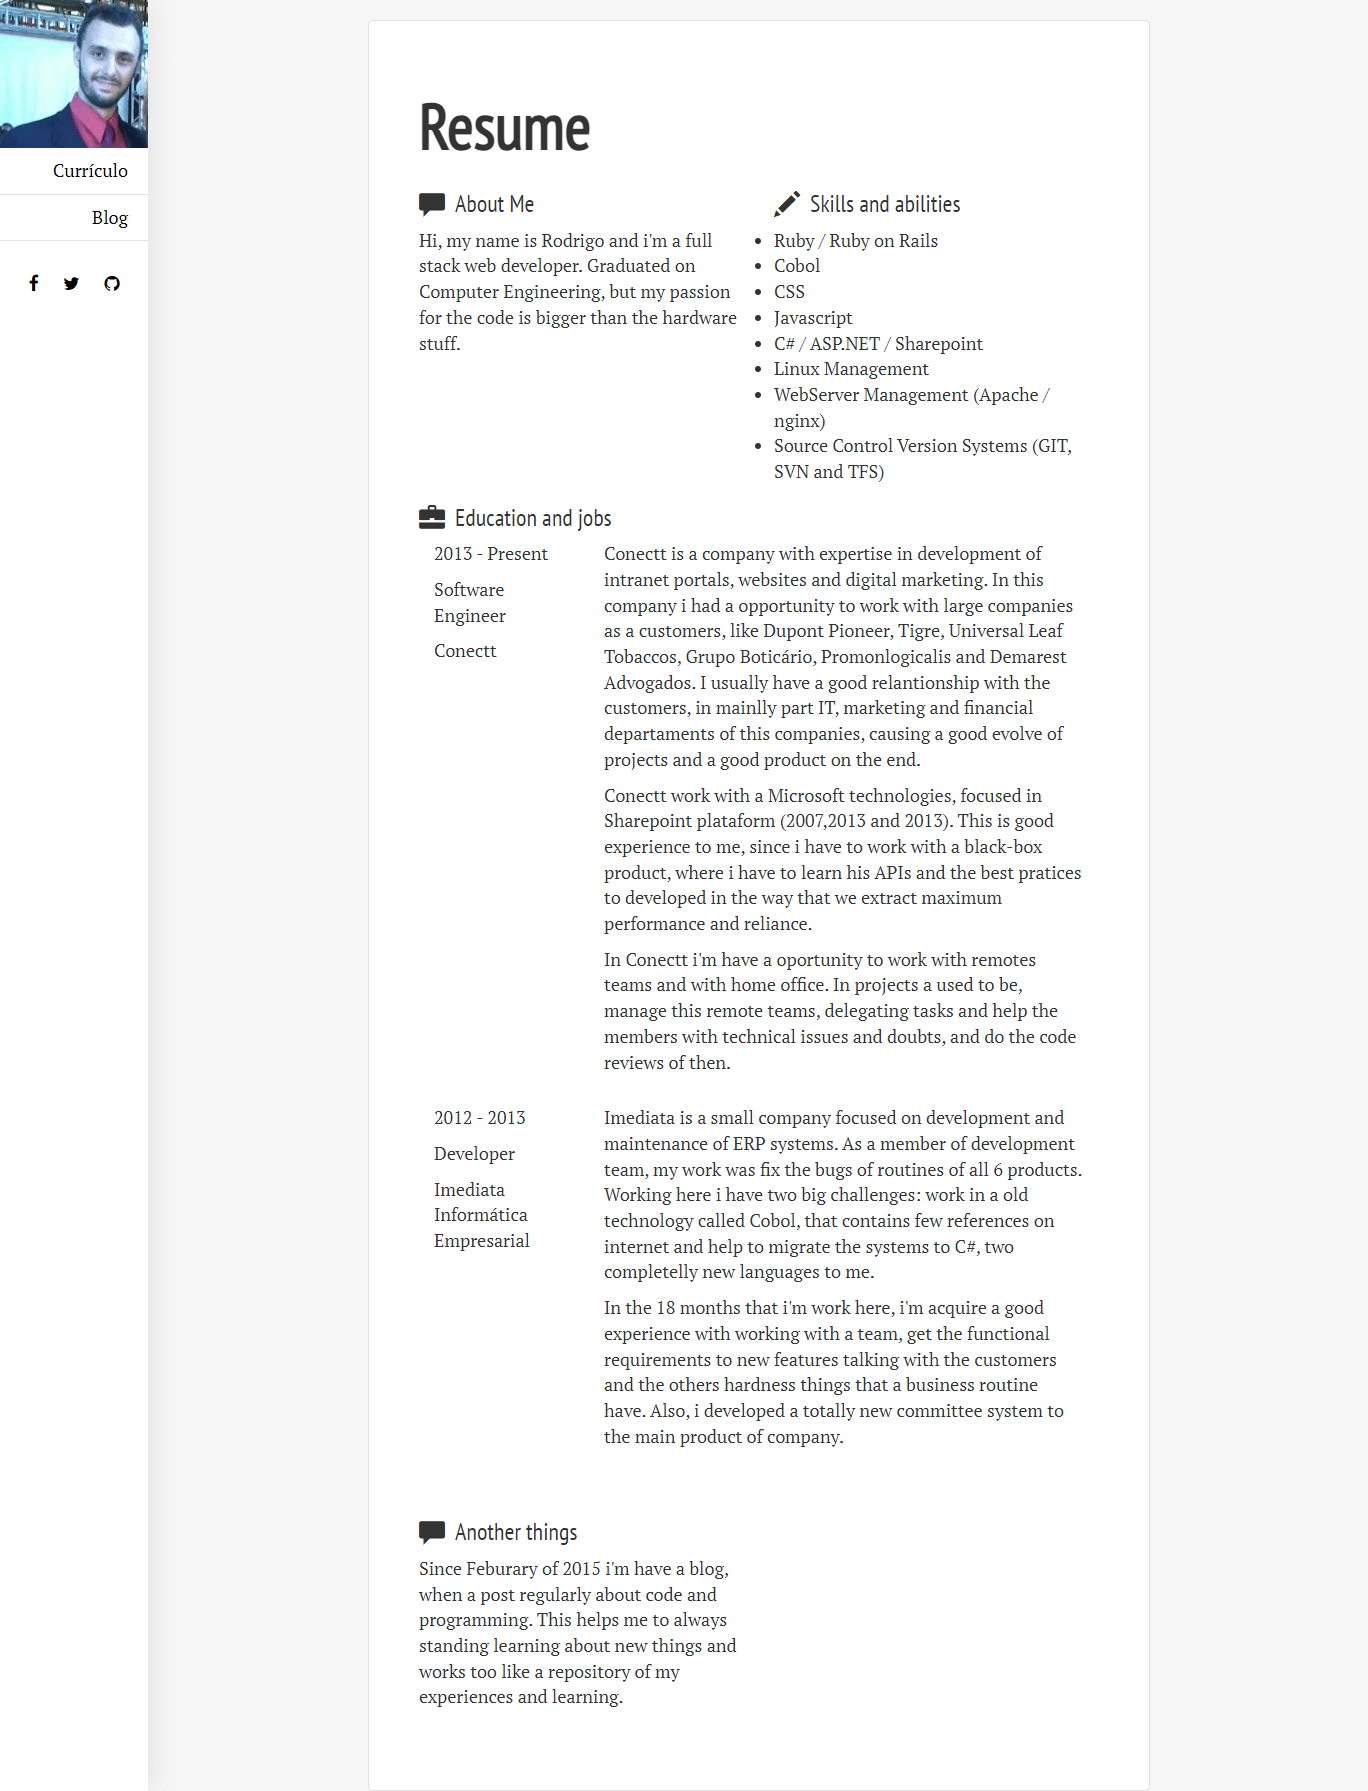 Currículo
Blog
Resume
About Me
Hi, my name is Rodrigo and i'm a full
stack web developer. Graduated on
Computer Engineering, but my passion
for the code is bigger than the hardware
stuff.
Skills and abilities
Ruby / Ruby on Rails
Cobol
CSS
Javascript
C# / ASP.NET / Sharepoint
Linux Management
WebServer Management (Apache /
nginx)
Source Control Version Systems (GIT,
SVN and TFS)
Education and jobs
2013 - Present
Software
Engineer
Conectt
Conectt is a company with expertise in development of
intranet portals, websites and digital marketing. In this
company i had a opportunity to work with large companies
as a customers, like Dupont Pioneer, Tigre, Universal Leaf
Tobaccos, Grupo Boticário, Promonlogicalis and Demarest
Advogados. I usually have a good relantionship with the
customers, in mainlly part IT, marketing and financial
departaments of this companies, causing a good evolve of
projects and a good product on the end.
Conectt work with a Microsoft technologies, focused in
Sharepoint plataform (2007,2013 and 2013). This is good
experience to me, since i have to work with a black-box
product, where i have to learn his APIs and the best pratices
to developed in the way that we extract maximum
performance and reliance.
In Conectt i'm have a oportunity to work with remotes
teams and with home office. In projects a used to be,
manage this remote teams, delegating tasks and help the
members with technical issues and doubts, and do the code
reviews of then.
2012 - 2013
Developer
Imediata
Informática
Empresarial
Imediata is a small company focused on development and
maintenance of ERP systems. As a member of development
team, my work was fix the bugs of routines of all 6 products.
Working here i have two big challenges: work in a old
technology called Cobol, that contains few references on
internet and help to migrate the systems to C#, two
completelly new languages to me.
In the 18 months that i'm work here, i'm acquire a good
experience with working with a team, get the functional
requirements to new features talking with the customers
and the others hardness things that a business routine
have. Also, i developed a totally new committee system to
the main product of company.
Another things
Since Feburary of 2015 i'm have a blog,
when a post regularly about code and
programming. This helps me to always
standing learning about new things and
works too like a repository of my
experiences and learning.